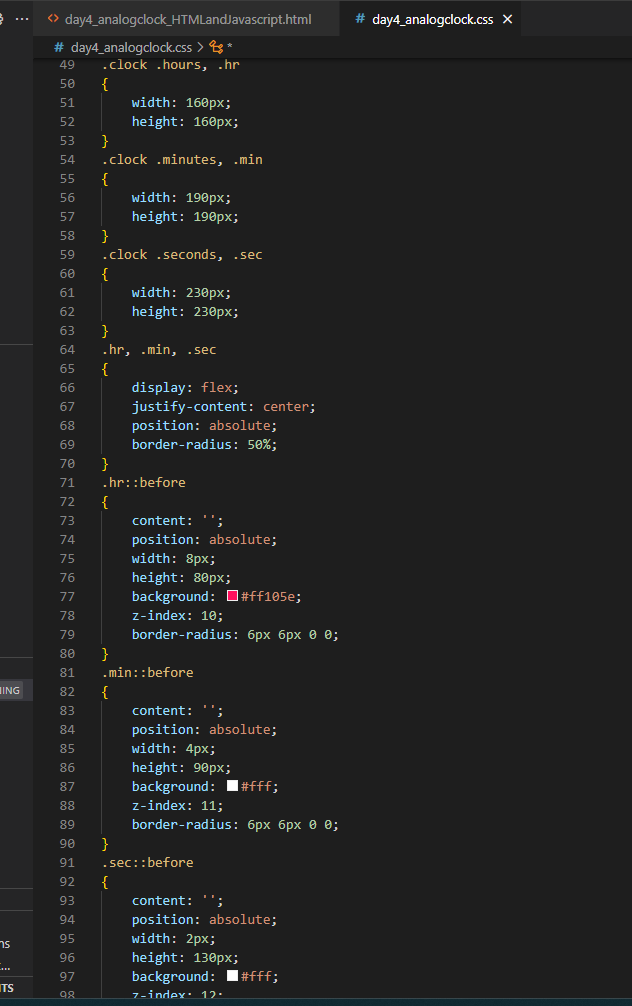 day4_analogclock_HTMLandJavascript.html
# day4_analogclock.css
# day4_analogclock.css > *
49 .clock .hours, .hr
50 {
51 width: 160px;
52 height: 160px;
53 }
54 .clock .minutes, .min
55 {
56 width: 190px;
57 height: 190px;
58 }
59 .clock .seconds, .sec
60 {
61 width: 230px;
62 height: 230px;
63 }
64 .hr, .min, .sec
65 {
66 display: flex;
67 justify-content: center;
68 position: absolute;
69 border-radius: 50%;
70 }
71 .hr::before
72 {
73 content: '';
74 position: absolute;
75 width: 8px;
76 height: 80px;
77 background: #ff105e;
78 z-index: 10;
79 border-radius: 6px 6px 0 0;
80 }
81 .min::before
82 {
83 content: '';
84 position: absolute;
85 width: 4px;
86 height: 90px;
87 background: #fff;
88 z-index: 11;
89 border-radius: 6px 6px 0 0;
90 }
91 .sec::before
92 {
93 content: '';
94 position: absolute;
95 width: 2px;
96 height: 130px;
97 background: #fff;
98 z-index: 12;